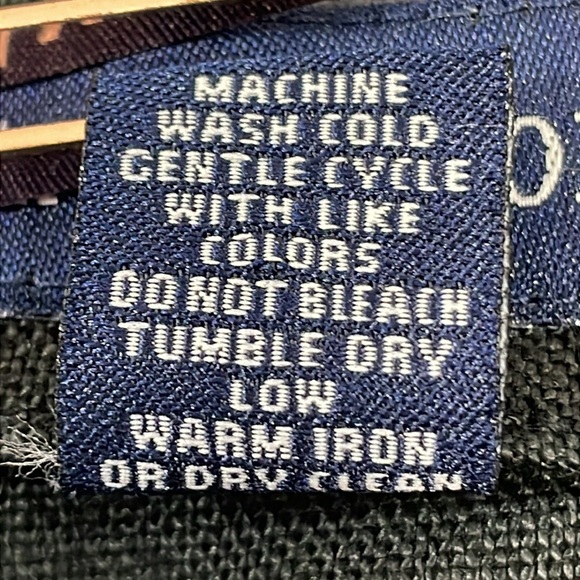 MACHINE
WASH COLD
GENTLE CYCLE
WITH LIKE
COLORS
DO NOT BLEACH
TUMBLE DRY
LOW
WARM IRON
OR DRY CLEAN